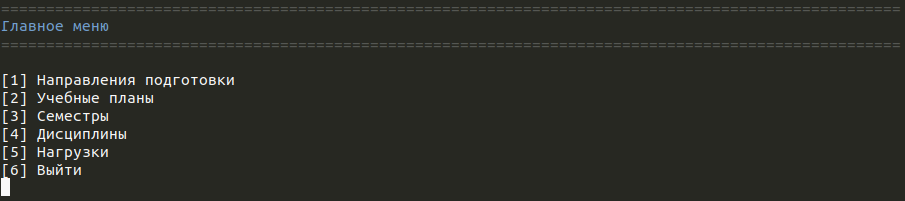 ====================================================================================================
Главное меню
====================================================================================================
[1] Направления подготовки
[2] Учебные планы
[3] Семестры
[4] Дисциплины
[5] Нагрузки
[6] Выйти